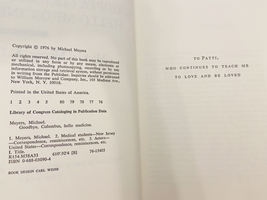 Copyright © 1976 by Michael Meyers
All rights reserved. No part of this book may be reproduced
or utilized in any form or by any means, electronic or
mechanical, including photocopying, recording or by any
information storage and retrieval system, without permission
in writing from the Publisher. Inquiries should be addressed
to William Morrow and Company, Inc., 105 Madison Ave.,
New York, N. Y. 10016.
Printed in the United States of America.
1 2 3 4 5 80 79 78 77 76
Library of Congress Cataloging in Publication Data
Meyers, Michael.
Goodbye, Columbus, hello medicine.
1. Meyers, Michael. 2. Medical students—New Jersey
—Correspondence, reminiscences, etc. 3. Actors—United
States—Correspondence, reminiscences, etc.
I. Title.
R154.M58A33 610'.92'4 [B]
ISBN 0-688-03090-4
BOOK DESIGN CARL WEISS
TO PATTI,
WHO CONTINUES TO TEACH ME
TO LOVE AND BE LOVED